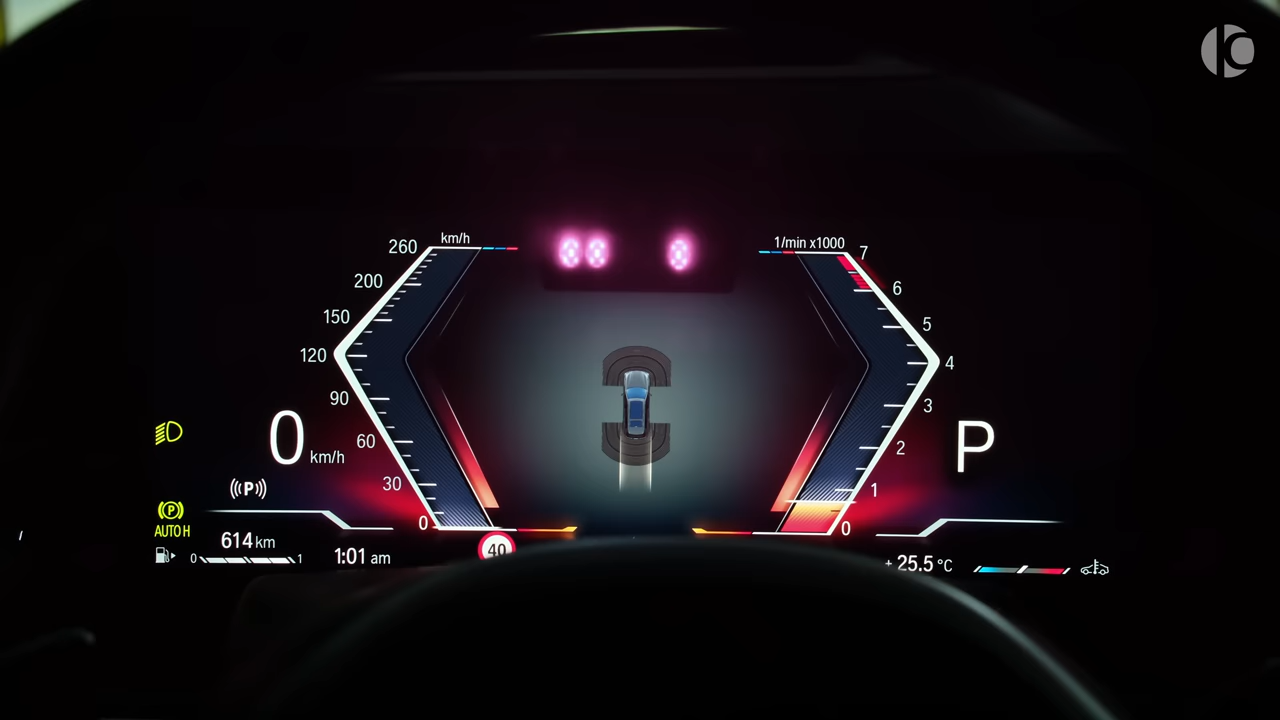 260 km/h
200
150
120
90
60
30
0
0 km/h
((P))
(P)
AUTO H
614 km
0 1
1:01 am
40
1/min x1000
7
6
5
4
3
2
1
0
P
+ 25.5 °C